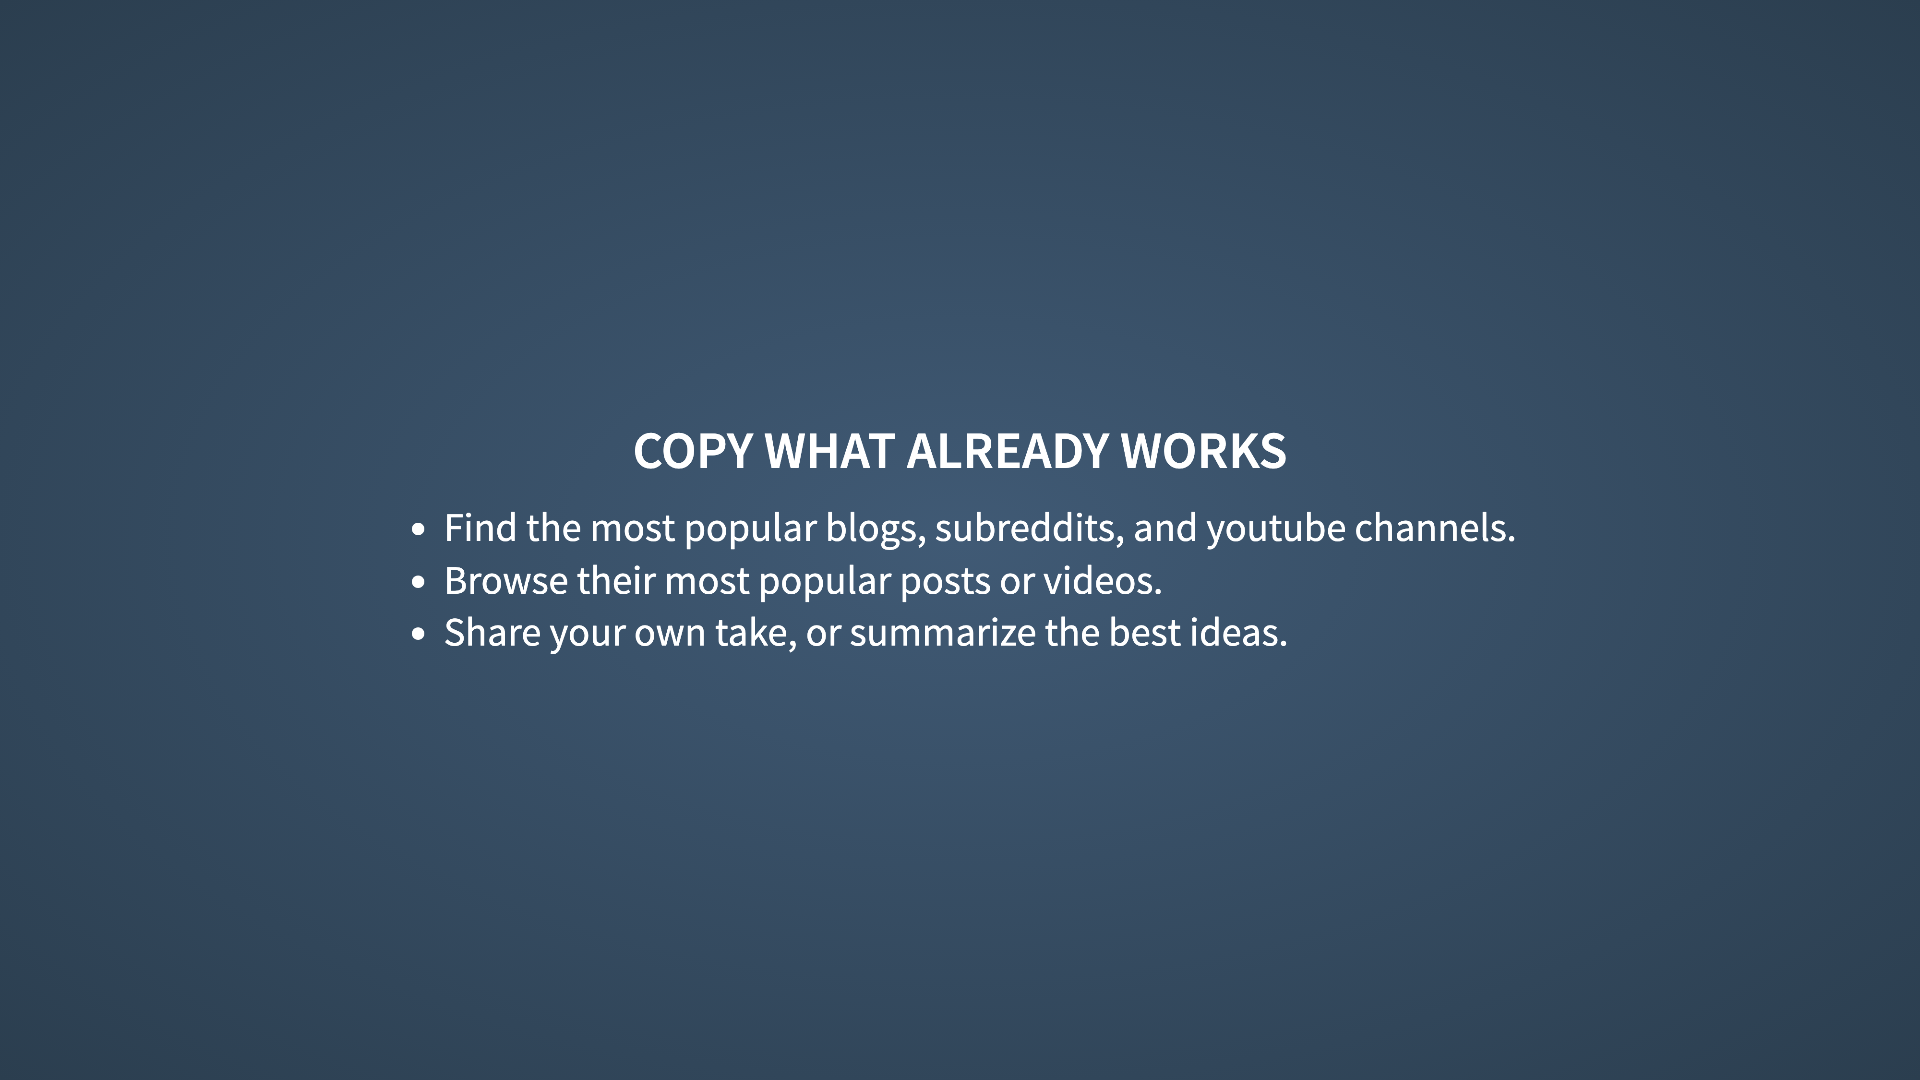 COPY WHAT ALREADY WORKS
• Find the most popular blogs, subreddits, and youtube channels.
• Browse their most popular posts or videos.
• Share your own take, or summarize the best ideas.